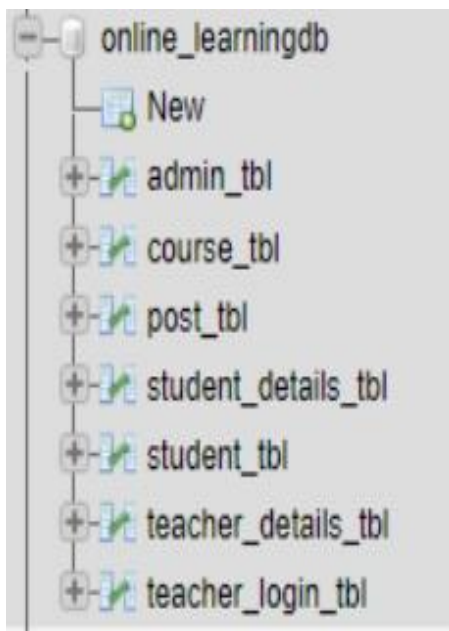 online_learningdb
New
admin_tbl
course_tbl
post_tbl
student_details_tbl
student_tbl
teacher_details_tbl
teacher_login_tbl